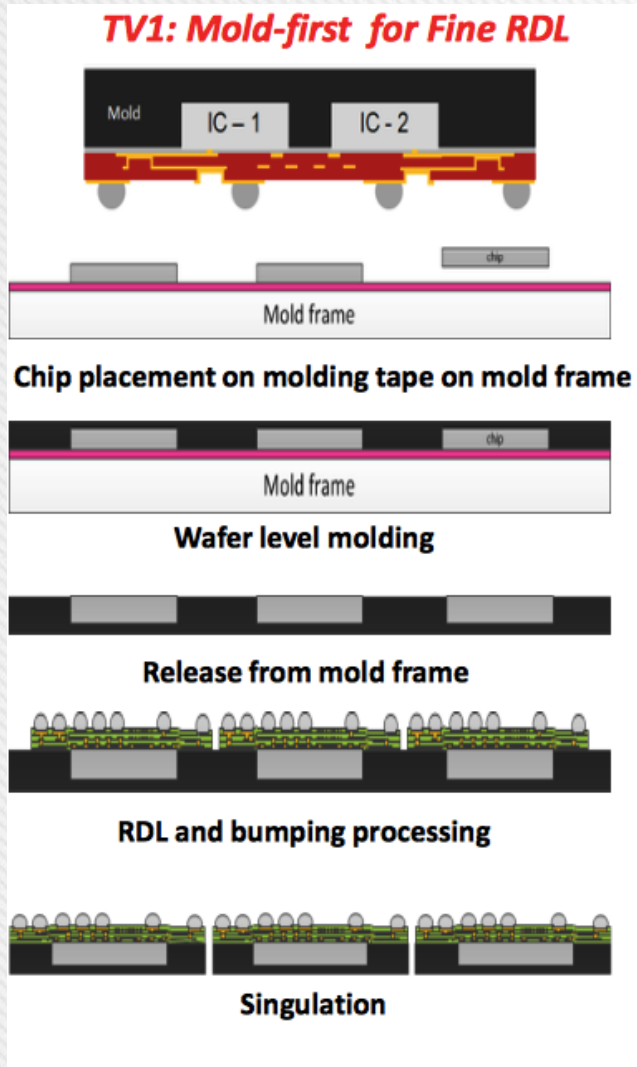 TV1: Mold-first for Fine RDL
Mold
IC – 1
IC - 2
chip
Mold frame
Chip placement on molding tape on mold frame
chip
Mold frame
Wafer level molding
Release from mold frame
RDL and bumping processing
Singulation